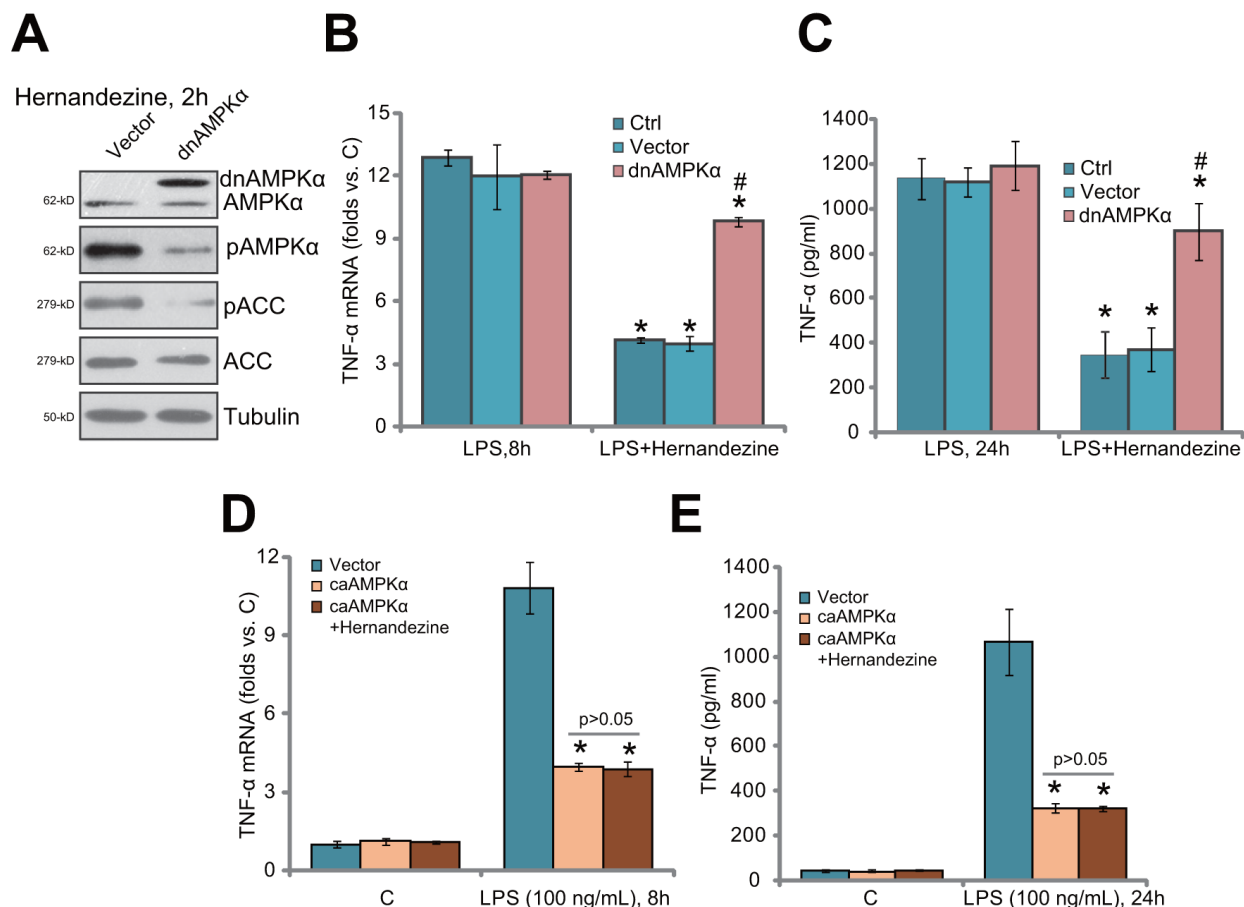 A
Hernandezine, 2h
Vector
dnAMPKα
dnAMPKα
62-kD
AMPKα
62-kD
pAMPKα
279-kD
pACC
279-kD
ACC
50-kD
Tubulin
B
TNF-α mRNA (folds vs. C)
15
12
9
6
3
0
Ctrl
Vector
dnAMPKα
* * # *
LPS,8h
LPS+Hernandezine
C
TNF-α (pg/ml)
1400
1200
1000
800
600
400
200
0
Ctrl
Vector
dnAMPKα
* * # *
LPS, 24h
LPS+Hernandezine
D
TNF-α mRNA (folds vs. C)
12
9
6
3
0
Vector
caAMPKα
caAMPKα
+Hernandezine
p>0.05
* *
C
LPS (100 ng/mL), 8h
E
TNF-α (pg/ml)
1400
1200
1000
800
600
400
200
0
Vector
caAMPKα
caAMPKα
+Hernandezine
p>0.05
* *
C
LPS (100 ng/mL), 24h